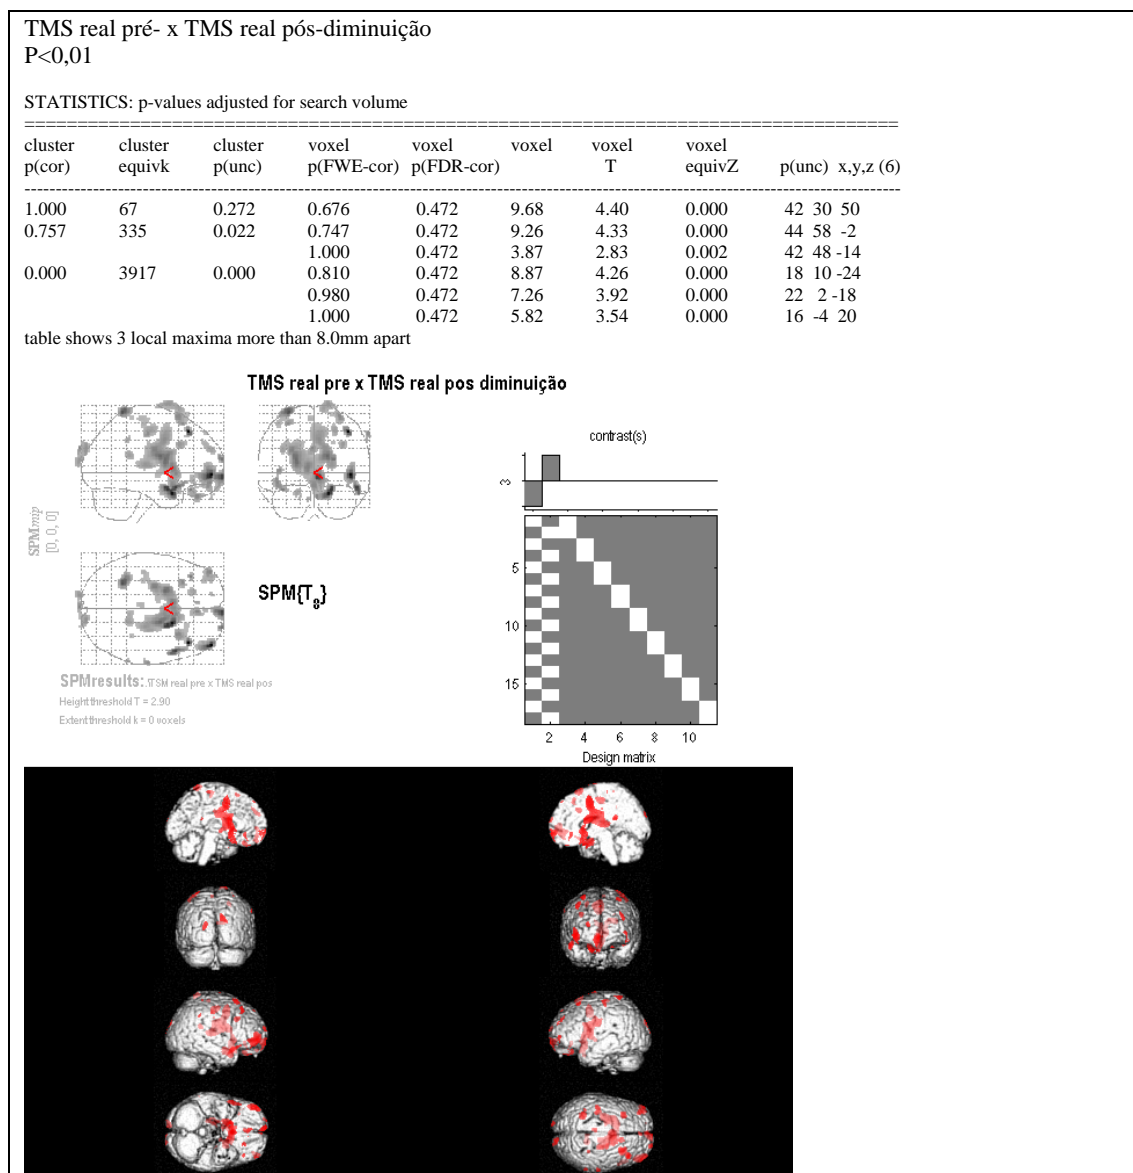 TMS real pré- x TMS real pós-diminuição
P<0,01
STATISTICS: p-values adjusted for search volume
================================================================================
cluster cluster cluster voxel voxel voxel voxel voxel
p(cor) equivk p(unc) p(FWE-cor) p(FDR-cor) T equivZ p(unc) x,y,z (6)
--------------------------------------------------------------------------------
1.000 67 0.272 0.676 0.472 9.68 4.40 0.000 42 30 50
0.757 335 0.022 0.747 0.472 9.26 4.33 0.000 44 58 -2
1.000 0.472 3.87 2.83 0.002 42 48 -14
0.000 3917 0.000 0.810 0.472 8.87 4.26 0.000 18 10 -24
0.980 0.472 7.26 3.92 0.000 22 2 -18
1.000 0.472 5.82 3.54 0.000 16 -4 20
table shows 3 local maxima more than 8.0mm apart
TMS real pre x TMS real pos diminuição
SPMmip
[0, 0, 0]
SPM{T8}
SPMresults: .\TSM real pre x TMS real pos
Height threshold T = 2.90
Extent threshold k = 0 voxels
contrast(s)
3
5
10
15
2 4 6 8 10
Design matrix